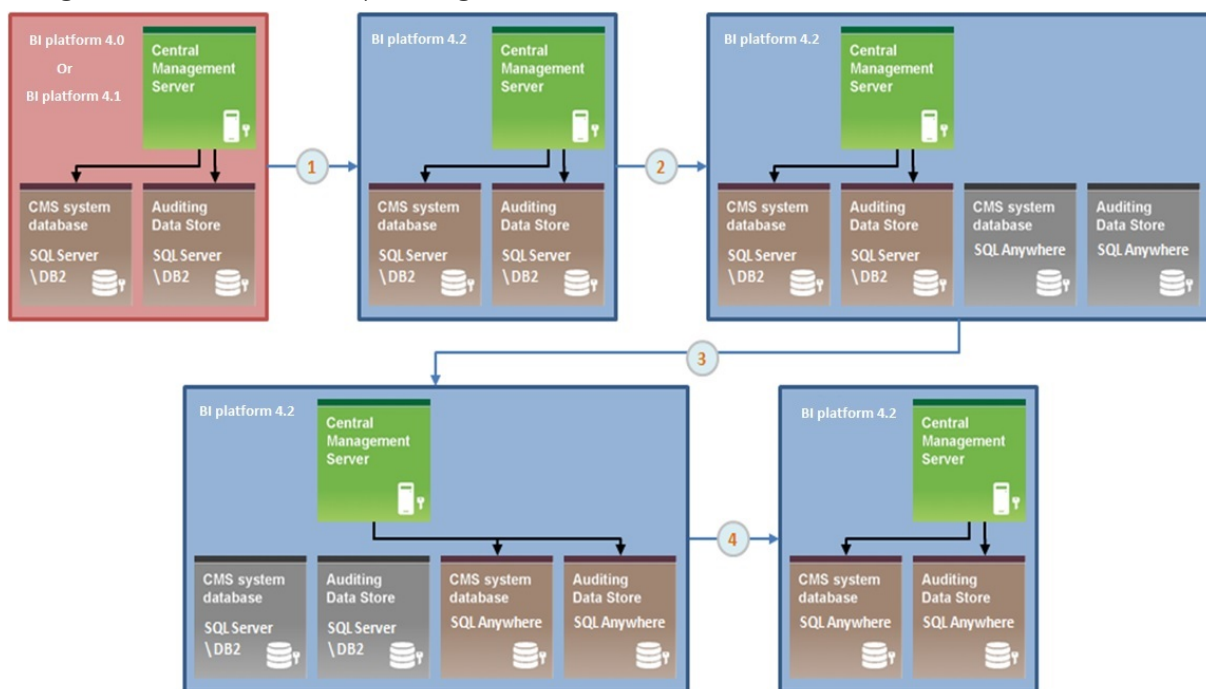 BI platform 4.0
Or
BI platform 4.1
Central
Management
Server
CMS system
database
SQL Server
\DB2
Auditing
Data Store
SQL Server
\DB2
1
BI platform 4.2
Central
Management
Server
CMS system
database
SQL Server
\DB2
Auditing
Data Store
SQL Server
\DB2
2
BI platform 4.2
Central
Management
Server
CMS system
database
SQL Server
\DB2
Auditing
Data Store
SQL Server
\DB2
CMS system
database
SQL Anywhere
Auditing
Data Store
SQL Anywhere
3
BI platform 4.2
Central
Management
Server
CMS system
database
SQL Server
\DB2
Auditing
Data Store
SQL Server
\DB2
CMS system
database
SQL Anywhere
Auditing
Data Store
SQL Anywhere
4
BI platform 4.2
Central
Management
Server
CMS system
database
SQL Anywhere
Auditing
Data Store
SQL Anywhere